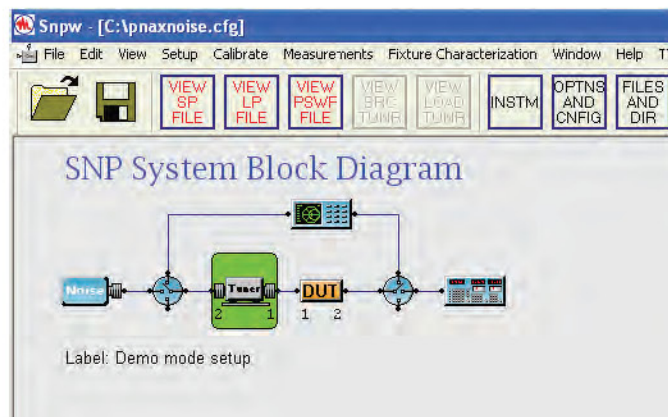 Snpw - [C:\pnaxnoise.cfg]
File Edit View Setup Calibrate Measurements Fixture Characterization Window Help
VIEW SP FILE
VIEW LP FILE
VIEW PSWF FILE
VIEW SRC TUNR
VIEW LOAD TUNR
INSTM
OPTNS AND CNFIG
FILES AND DIR
SNP System Block Diagram
Noise
Tuner
DUT
2 1 1 2
Label: Demo mode setup